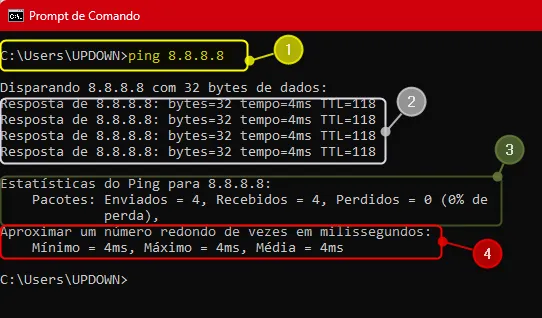 Prompt de Comando
C:\Users\UPDOWN>ping 8.8.8.8
1
Disparando 8.8.8.8 com 32 bytes de dados:
Resposta de 8.8.8.8: bytes=32 tempo=4ms TTL=118
2
Resposta de 8.8.8.8: bytes=32 tempo=4ms TTL=118
Resposta de 8.8.8.8: bytes=32 tempo=4ms TTL=118
Resposta de 8.8.8.8: bytes=32 tempo=4ms TTL=118
3
Estatísticas do Ping para 8.8.8.8:
Pacotes: Enviados = 4, Recebidos = 4, Perdidos = 0 (0% de
perda),
Aproximar um número redondo de vezes em milissegundos:
Mínimo = 4ms, Máximo = 4ms, Média = 4ms
4
C:\Users\UPDOWN>